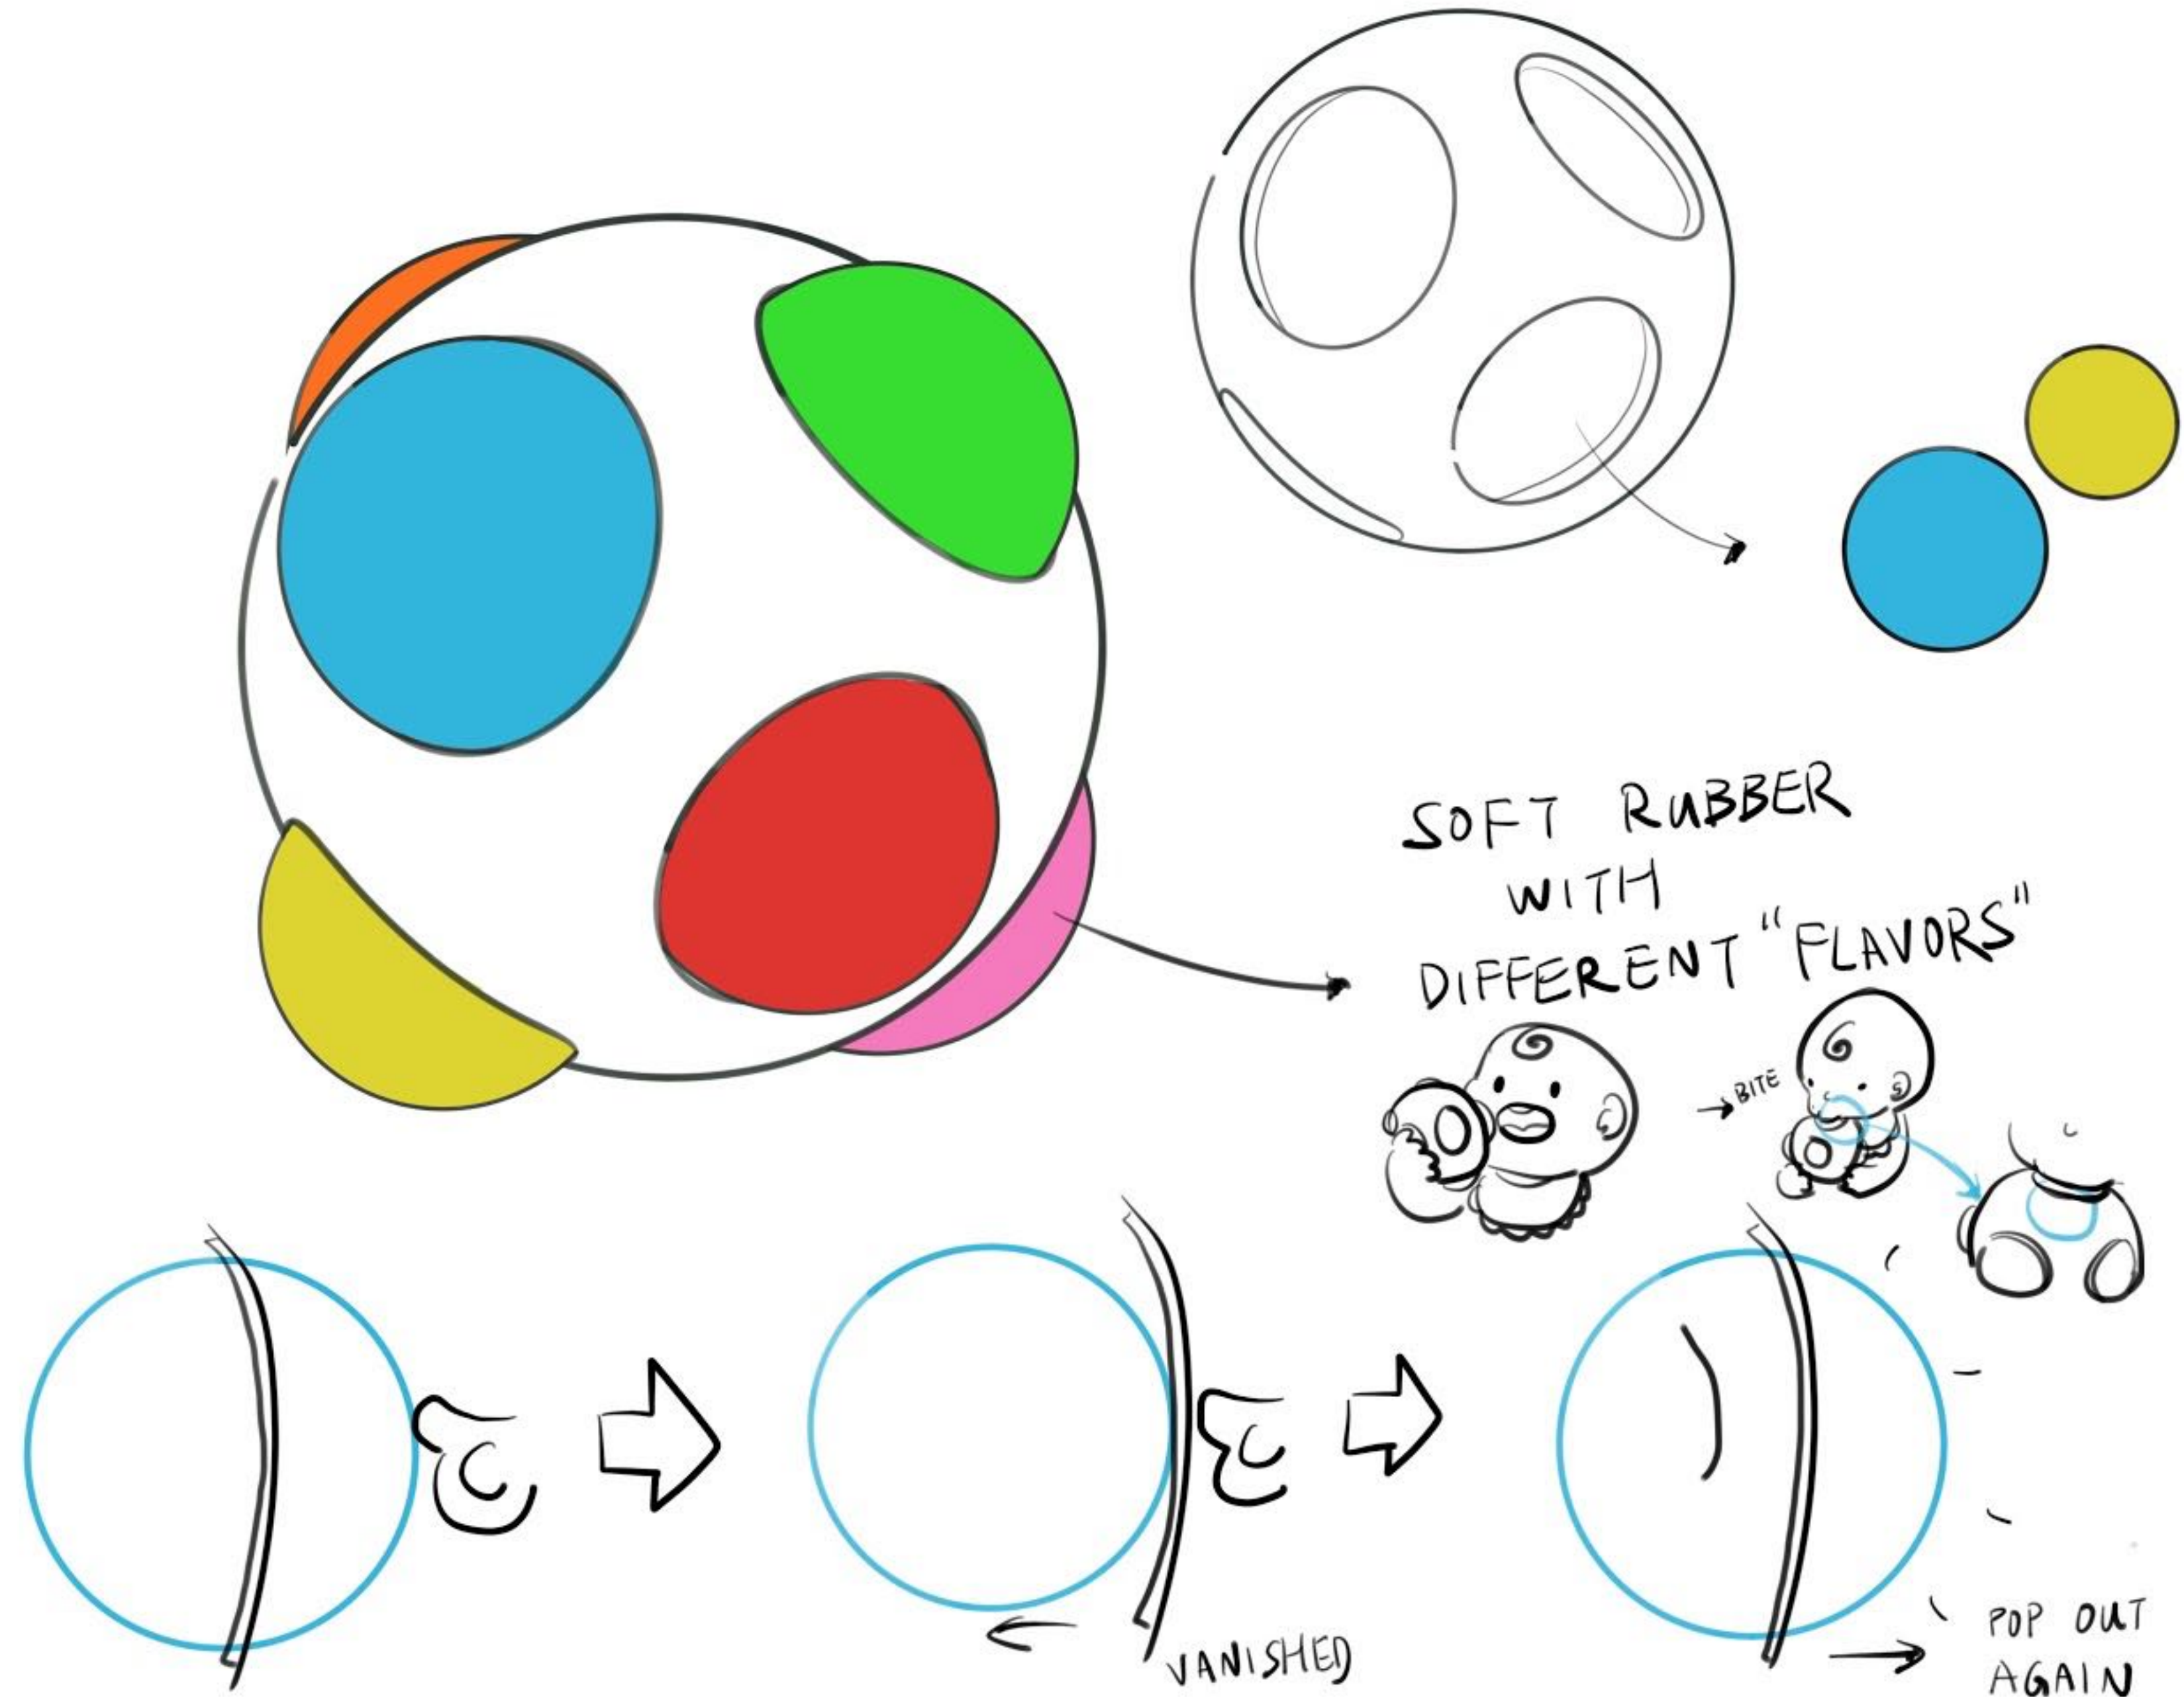 SOFT RUBBER
WITH
DIFFERENT "FLAVORS"
BITE
VANISHED
POP OUT
AGAIN